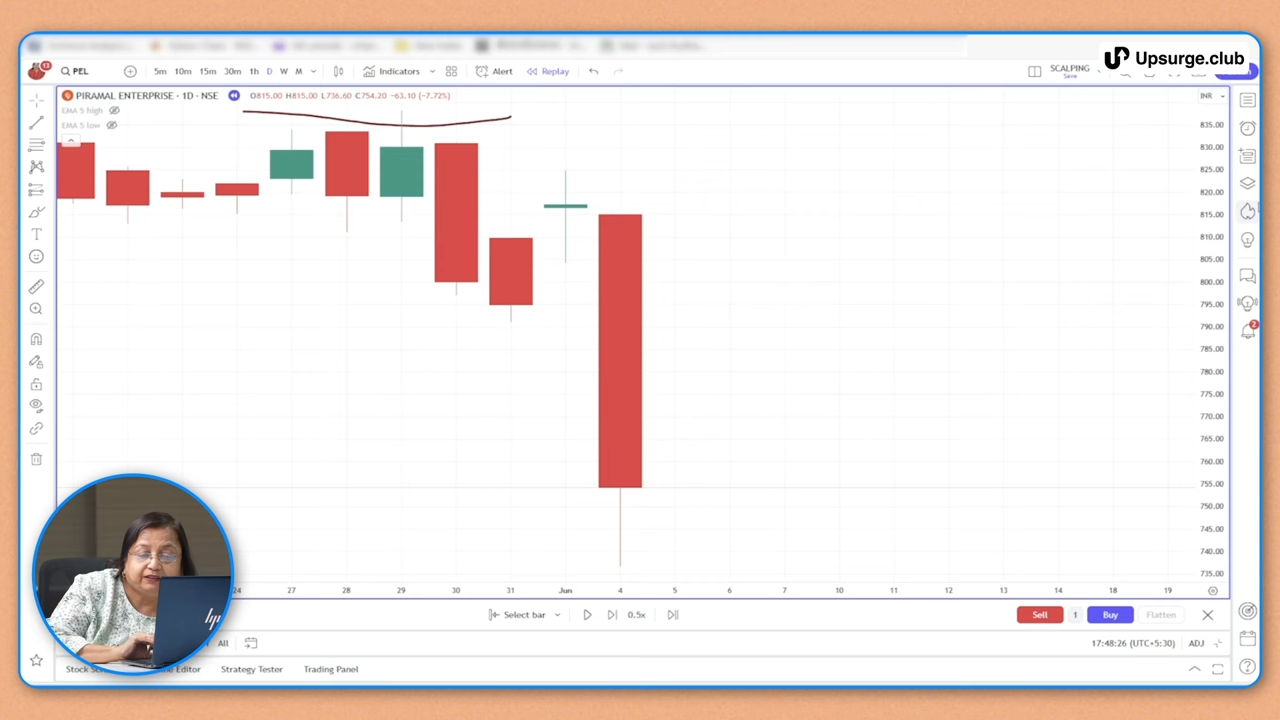 Upsurge.club
13
PEL
5m 10m 15m 30m 1h D W M
Indicators
Alert
Replay
SCALPING
Save
PIRAMAL ENTERPRISE · 1D · NSE
O815.00 H815.00 L736.60 C754.20 -63.10 (-7.72%)
INR
EMA 5 high
EMA 5 low
835.00
830.00
825.00
820.00
815.00
810.00
805.00
800.00
795.00
790.00
785.00
780.00
775.00
770.00
765.00
760.00
755.00
750.00
745.00
740.00
735.00
2
24 27 28 29 30 31 Jun 4 5 6 7 10 11 12 13 14 18 19
Select bar
0.5x
Sell 1 Buy Flatten
All
17:48:26 (UTC+5:30) ADJ
Strategy Tester
Trading Panel
hp